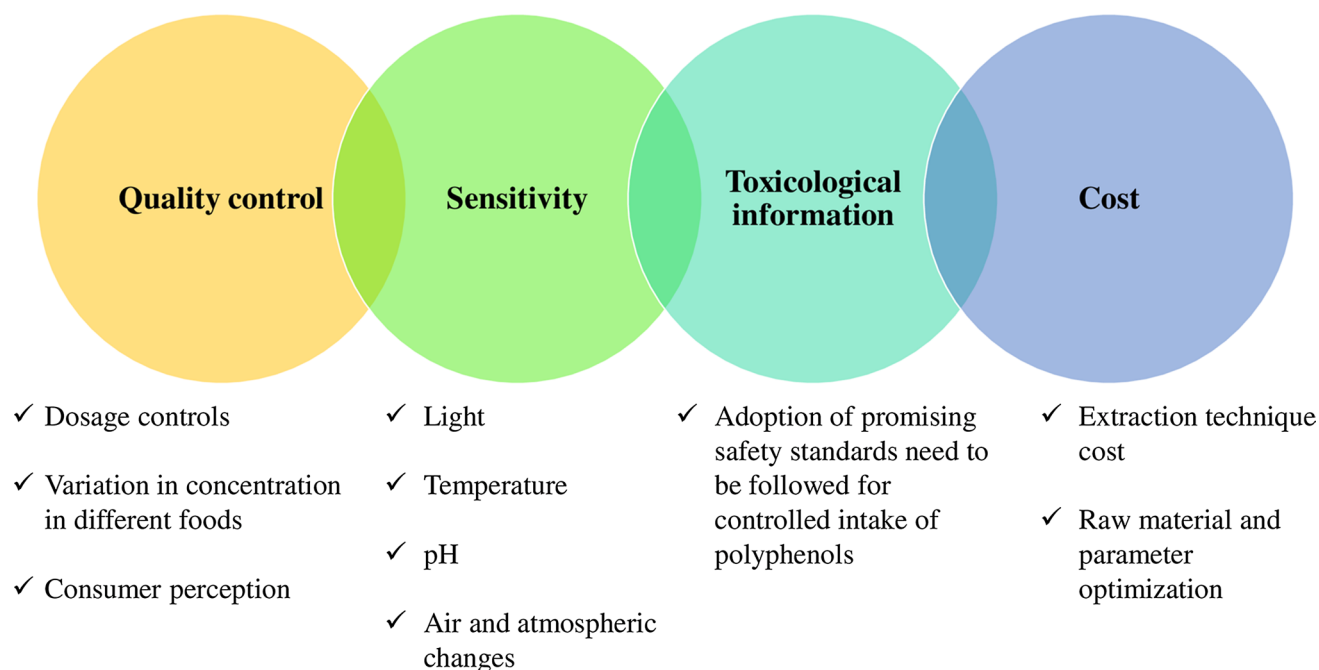 Quality control
Sensitivity
Toxicological
information
Cost
✓ Dosage controls
✓ Variation in concentration
in different foods
✓ Consumer perception
✓ Light
✓ Temperature
✓ pH
✓ Air and atmospheric
changes
✓ Adoption of promising
safety standards need to
be followed for
controlled intake of
polyphenols
✓ Extraction technique
cost
✓ Raw material and
parameter
optimization